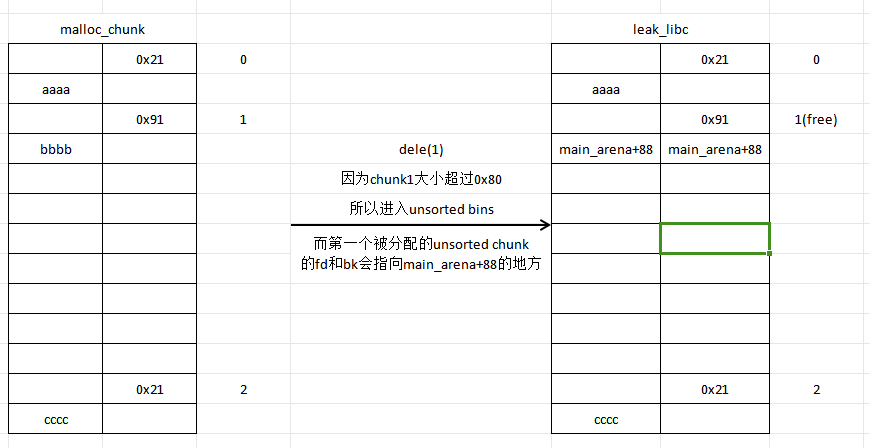 malloc_chunk
leak_libc
0x21 0
0x21 0
aaaa
aaaa
0x91 1
0x91 1(free)
bbbb
dele(1)
main_arena+88 main_arena+88
因为chunk1大小超过0x80
所以进入unsorted bins
而第一个被分配的unsorted chunk
的fd和bk会指向main_arena+88的地方
0x21 2
0x21 2
cccc
cccc